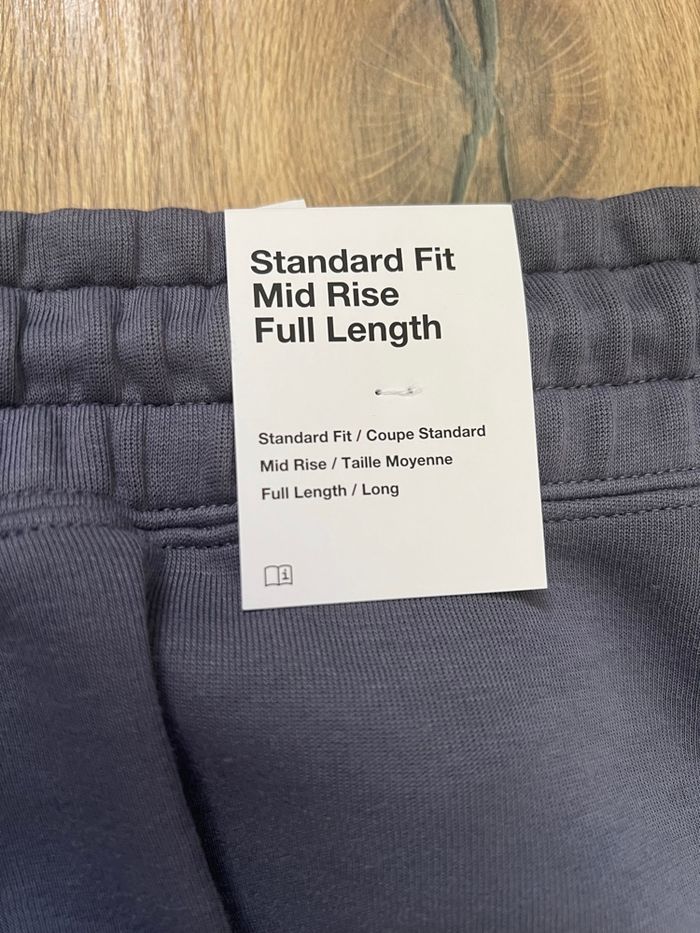 Standard Fit
Mid Rise
Full Length
Standard Fit / Coupe Standard
Mid Rise / Taille Moyenne
Full Length / Long
i